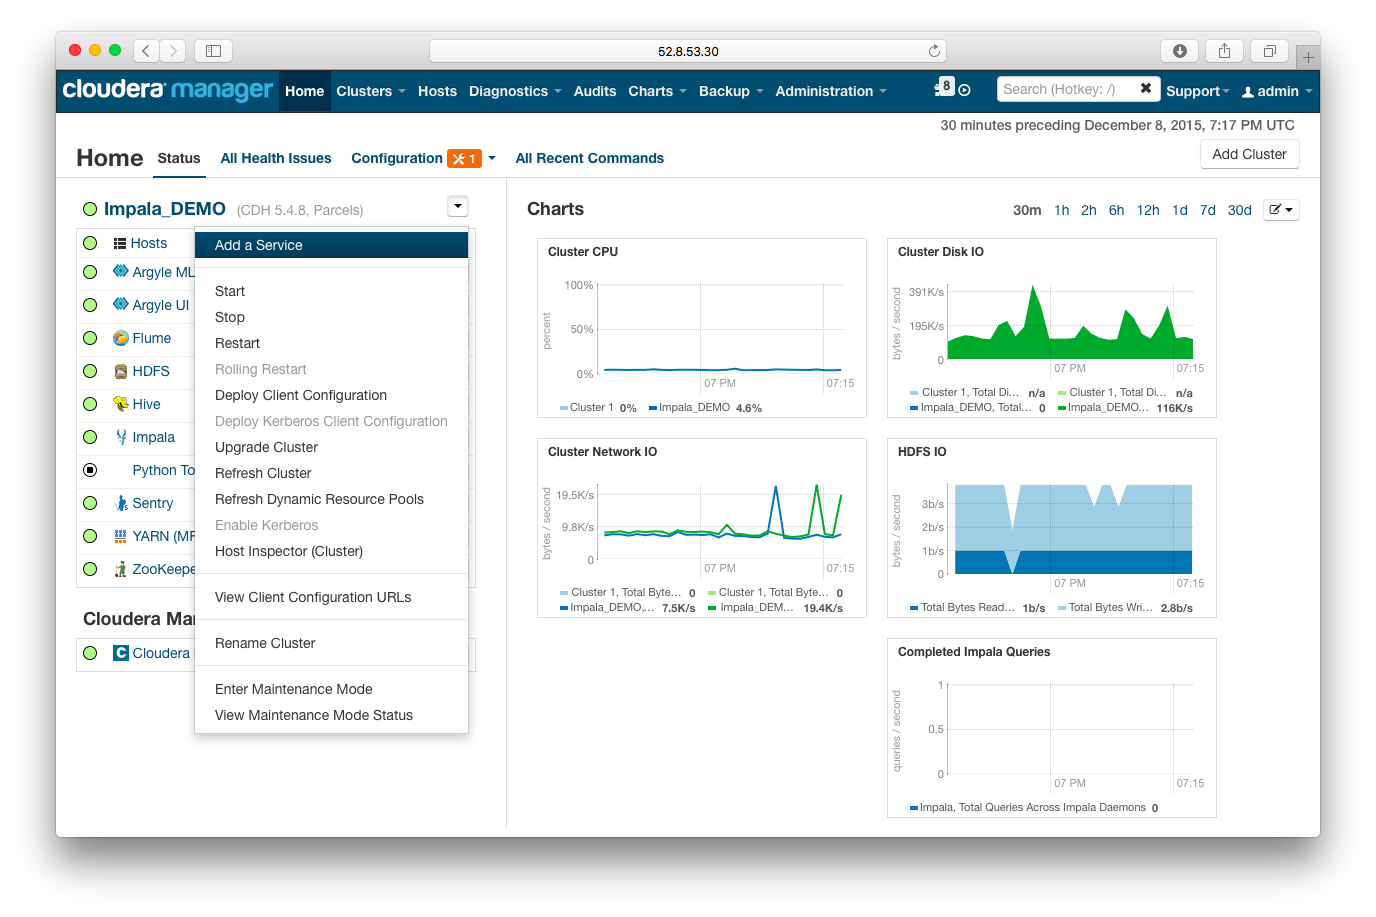 52.8.53.30
cloudera manager Home Clusters Hosts Diagnostics Audits Charts Backup Administration 8 Search (Hotkey: /) Support admin
30 minutes preceding December 8, 2015, 7:17 PM UTC
Home Status All Health Issues Configuration 1 All Recent Commands Add Cluster
Impala_DEMO (CDH 5.4.8, Parcels)
Hosts
Argyle ML
Argyle UI
Flume
HDFS
Hive
Impala
Python To
Sentry
YARN (MR
ZooKeepe
Cloudera Ma
C Cloudera
Add a Service
Start
Stop
Restart
Rolling Restart
Deploy Client Configuration
Deploy Kerberos Client Configuration
Upgrade Cluster
Refresh Cluster
Refresh Dynamic Resource Pools
Enable Kerberos
Host Inspector (Cluster)
View Client Configuration URLs
Rename Cluster
Enter Maintenance Mode
View Maintenance Mode Status
Charts 30m 1h 2h 6h 12h 1d 7d 30d
Cluster CPU
percent
100%
50%
0%
07 PM 07:15
Cluster 1 0% Impala_DEMO 4.6%
Cluster Disk IO
bytes / second
391K/s
195K/s
0
07 PM 07:15
Cluster 1, Total Di... n/a Cluster 1, Total Di... n/a
Impala_DEMO, Total... 0 Impala_DEMO... 116K/s
Cluster Network IO
bytes / second
19.5K/s
9.8K/s
0
07 PM 07:15
Cluster 1, Total Byte... 0 Cluster 1, Total Byte... 0
Impala_DEMO,... 7.5K/s Impala_DEM... 19.4K/s
HDFS IO
bytes / second
3b/s
2b/s
1b/s
0
07 PM 07:15
Total Bytes Read... 1b/s Total Bytes Wri... 2.8b/s
Completed Impala Queries
queries / second
1
0.5
0
07 PM 07:15
Impala, Total Queries Across Impala Daemons 0